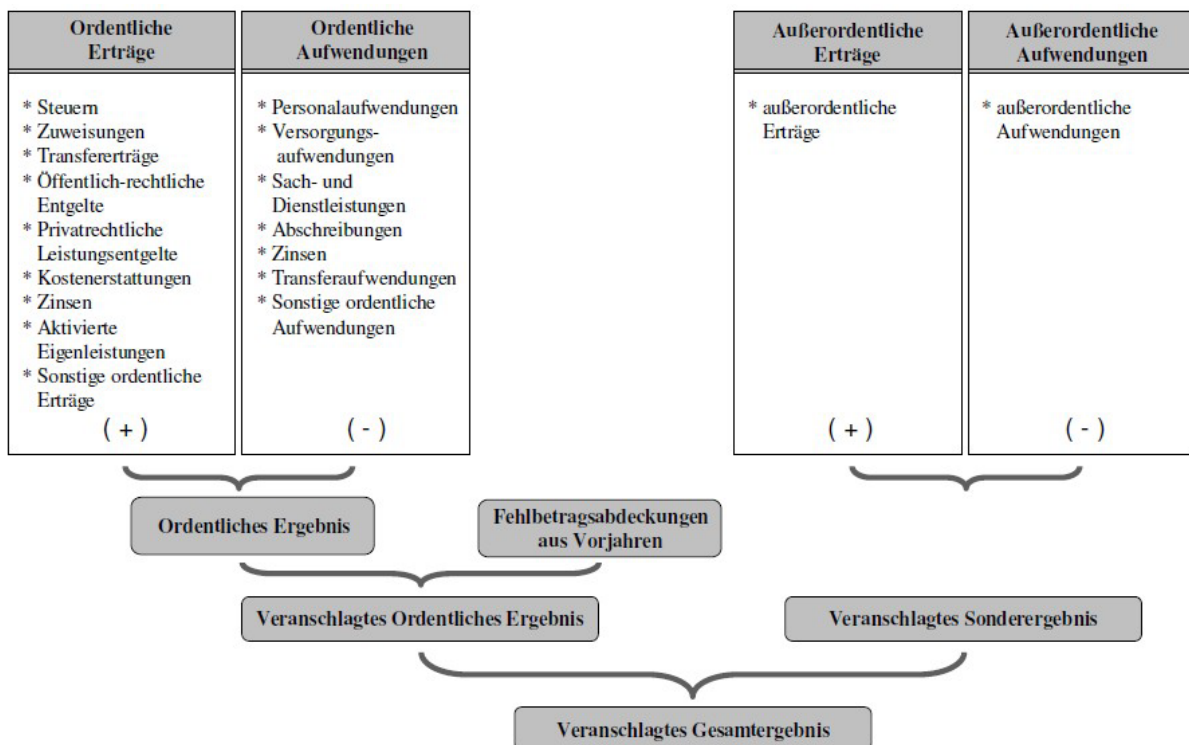 Ordentliche
Erträge
* Steuern
* Zuweisungen
* Transfererträge
* Öffentlich-rechtliche
Entgelte
* Privatrechtliche
Leistungsentgelte
* Kostenerstattungen
* Zinsen
* Aktivierte
Eigenleistungen
* Sonstige ordentliche
Erträge
( + )
Ordentliche
Aufwendungen
* Personalaufwendungen
* Versorgungs-
aufwendungen
* Sach- und
Dienstleistungen
* Abschreibungen
* Zinsen
* Transferaufwendungen
* Sonstige ordentliche
Aufwendungen
( - )
Außerordentliche
Erträge
* außerordentliche
Erträge
( + )
Außerordentliche
Aufwendungen
* außerordentliche
Aufwendungen
( - )
Ordentliches Ergebnis
Fehlbetragsabdeckungen
aus Vorjahren
Veranschlagtes Ordentliches Ergebnis
Veranschlagtes Sonderergebnis
Veranschlagtes Gesamtergebnis